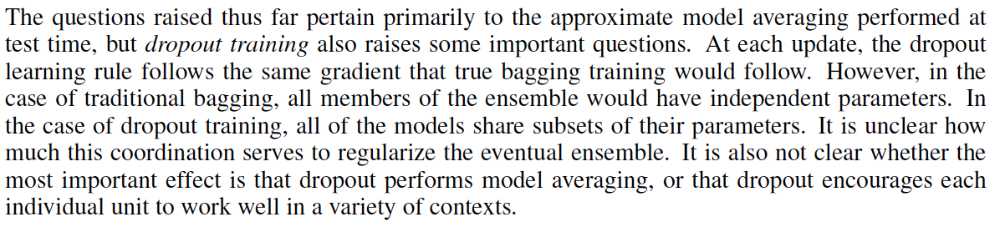 The questions raised thus far pertain primarily to the approximate model averaging performed at
test time, but dropout training also raises some important questions. At each update, the dropout
learning rule follows the same gradient that true bagging training would follow. However, in the
case of traditional bagging, all members of the ensemble would have independent parameters. In
the case of dropout training, all of the models share subsets of their parameters. It is unclear how
much this coordination serves to regularize the eventual ensemble. It is also not clear whether the
most important effect is that dropout performs model averaging, or that dropout encourages each
individual unit to work well in a variety of contexts.